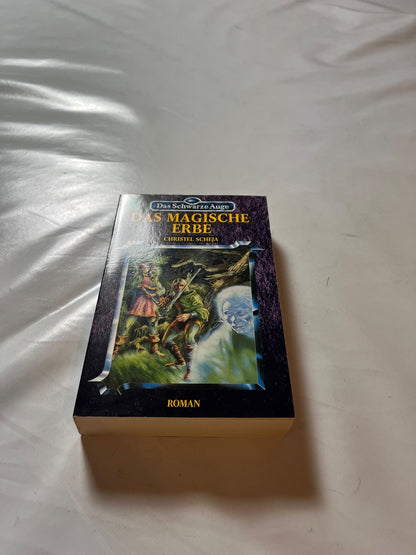 Das Schwarze Auge
DAS MAGISCHE
ERBE
CHRISTEL SCHEJA
ROMAN